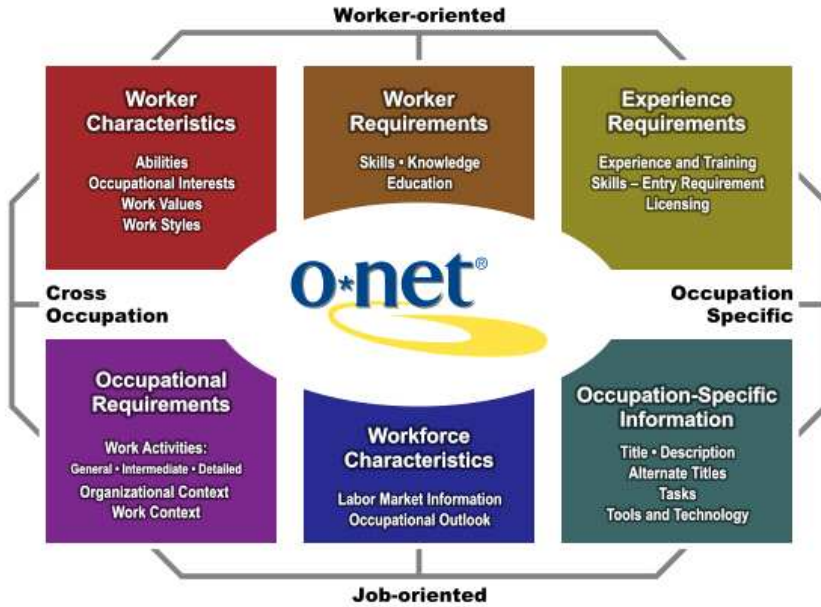 Worker-oriented
Worker
Characteristics
Abilities
Occupational Interests
Work Values
Work Styles
Worker
Requirements
Skills • Knowledge
Education
Experience
Requirements
Experience and Training
Skills – Entry Requirement
Licensing
Cross
Occupation
o*net®
Occupation
Specific
Occupational
Requirements
Work Activities:
General • Intermediate • Detailed
Organizational Context
Work Context
Workforce
Characteristics
Labor Market Information
Occupational Outlook
Occupation-Specific
Information
Title • Description
Alternate Titles
Tasks
Tools and Technology
Job-oriented